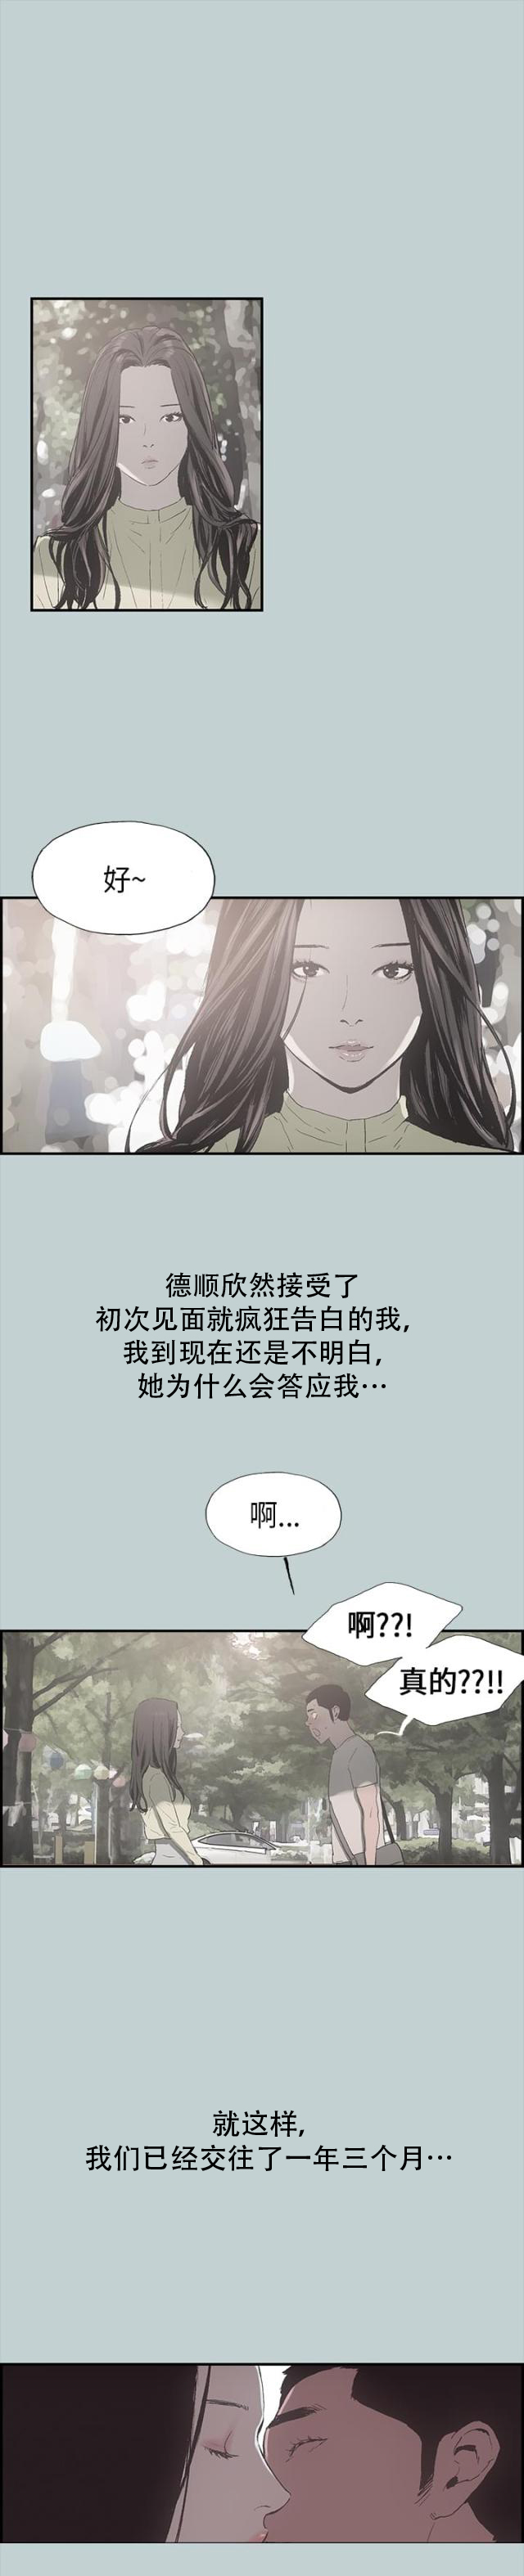 好~
德顺欣然接受了
初次见面就疯狂告白的我,
我到现在还是不明白,
她为什么会答应我…
啊...
啊??!
真的??!!
就这样,
我们已经交往了一年三个月…